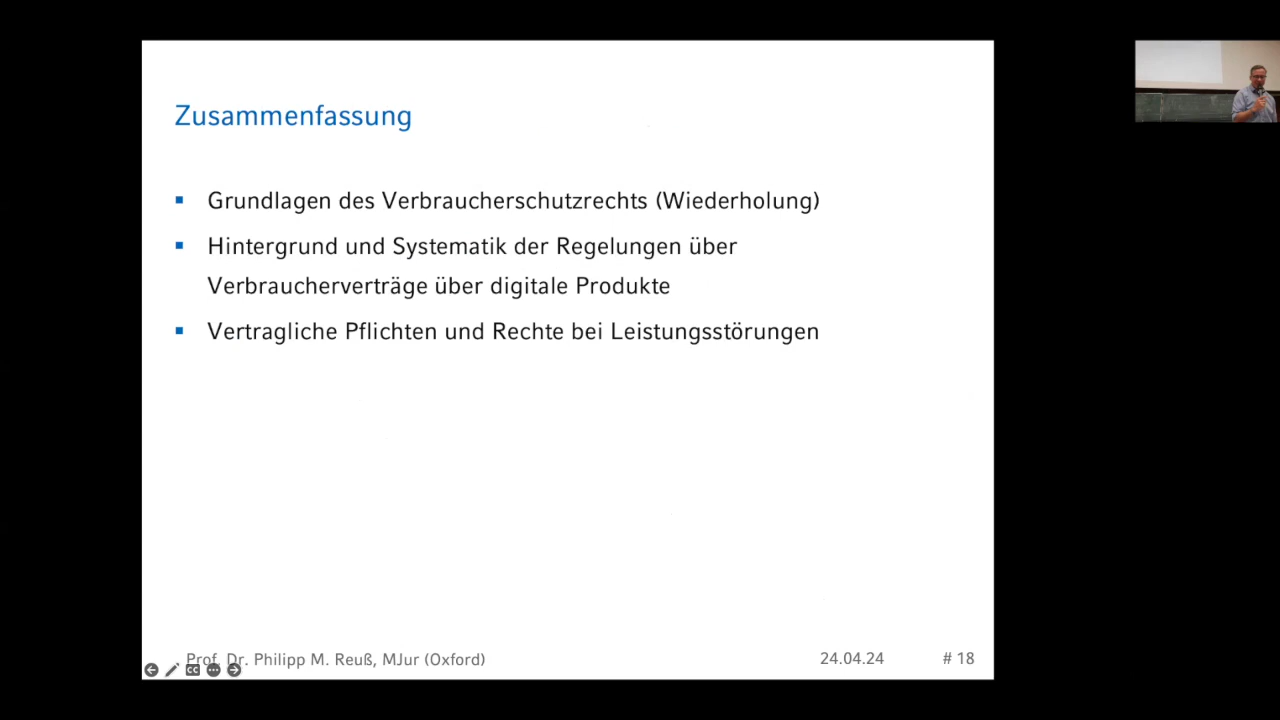 Zusammenfassung
Grundlagen des Verbraucherschutzrechts (Wiederholung)
Hintergrund und Systematik der Regelungen über
Verbraucherverträge über digitale Produkte
Vertragliche Pflichten und Rechte bei Leistungsstörungen
Prof. Dr. Philipp M. Reuß, MJur (Oxford)
24.04.24
# 18
CC